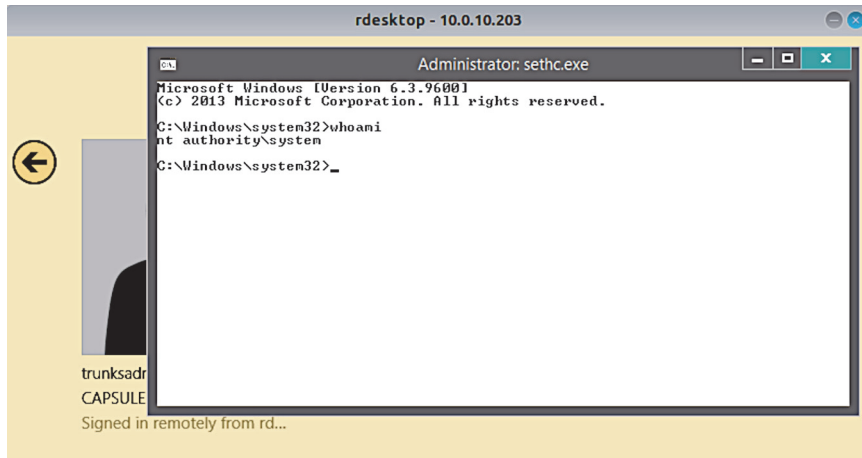 rdesktop - 10.0.10.203
Administrator: sethc.exe
Microsoft Windows [Version 6.3.9600]
(c) 2013 Microsoft Corporation. All rights reserved.
C:\Windows\system32>whoami
nt authority\system
C:\Windows\system32>_
trunksadr
CAPSULE
Signed in remotely from rd...